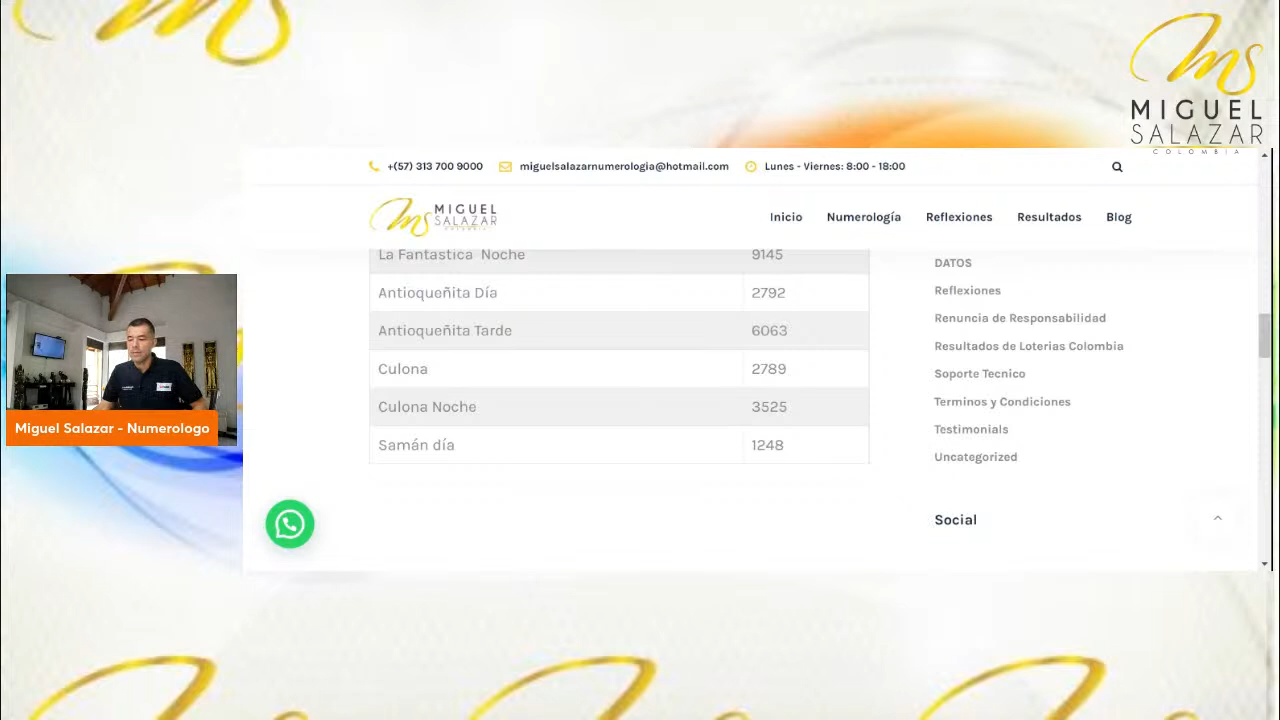 MIGUEL
SALAZAR
COLOMBIA
+(57) 313 700 9000
miguelsalazarnumerologia@hotmail.com
Lunes - Viernes: 8:00 - 18:00
MIGUEL
SALAZAR
Inicio
Numerología
Reflexiones
Resultados
Blog
La Fantastica Noche 9145
Antioqueñita Día 2792
Antioqueñita Tarde 6063
Culona 2789
Culona Noche 3525
Samán día 1248
DATOS
Reflexiones
Renuncia de Responsabilidad
Resultados de Loterias Colombia
Soporte Tecnico
Terminos y Condiciones
Testimonials
Uncategorized
Social
Miguel Salazar - Numerologo